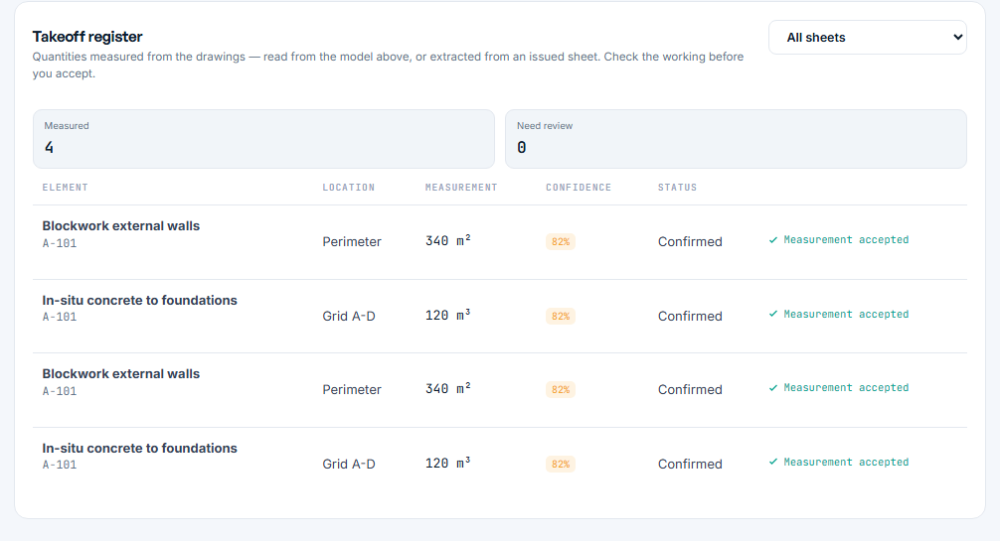 Takeoff register
All sheets
Quantities measured from the drawings — read from the model above, or extracted from an issued sheet. Check the working before
you accept.
Measured
4
Need review
0
ELEMENT LOCATION MEASUREMENT CONFIDENCE STATUS
Blockwork external walls
A-101
Perimeter 340 m² 82% Confirmed ✓ Measurement accepted
In-situ concrete to foundations
A-101
Grid A-D 120 m³ 82% Confirmed ✓ Measurement accepted
Blockwork external walls
A-101
Perimeter 340 m² 82% Confirmed ✓ Measurement accepted
In-situ concrete to foundations
A-101
Grid A-D 120 m³ 82% Confirmed ✓ Measurement accepted